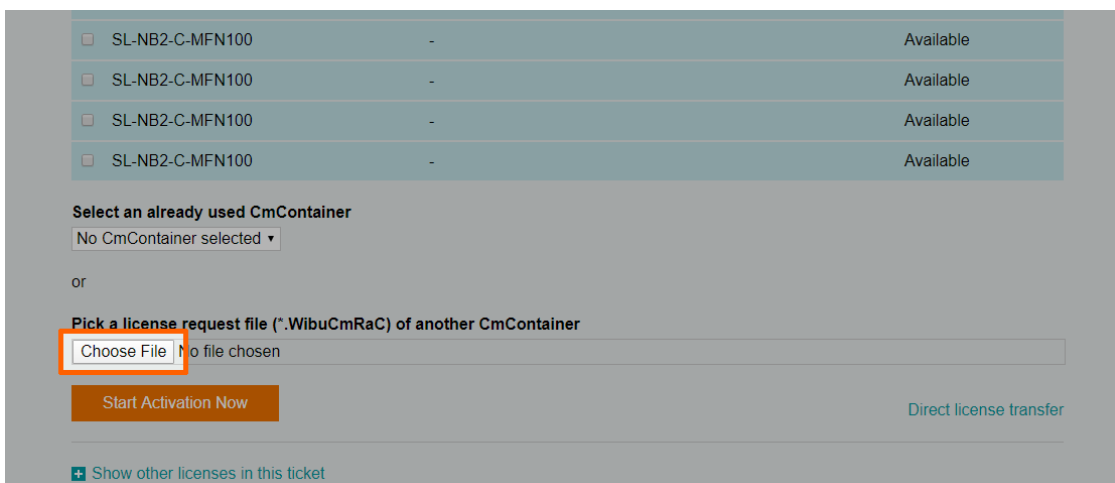 SL-NB2-C-MFN100 - Available
SL-NB2-C-MFN100 - Available
SL-NB2-C-MFN100 - Available
SL-NB2-C-MFN100 - Available
Select an already used CmContainer
No CmContainer selected
or
Pick a license request file (*.WibuCmRaC) of another CmContainer
Choose File No file chosen
Start Activation Now
Direct license transfer
Show other licenses in this ticket